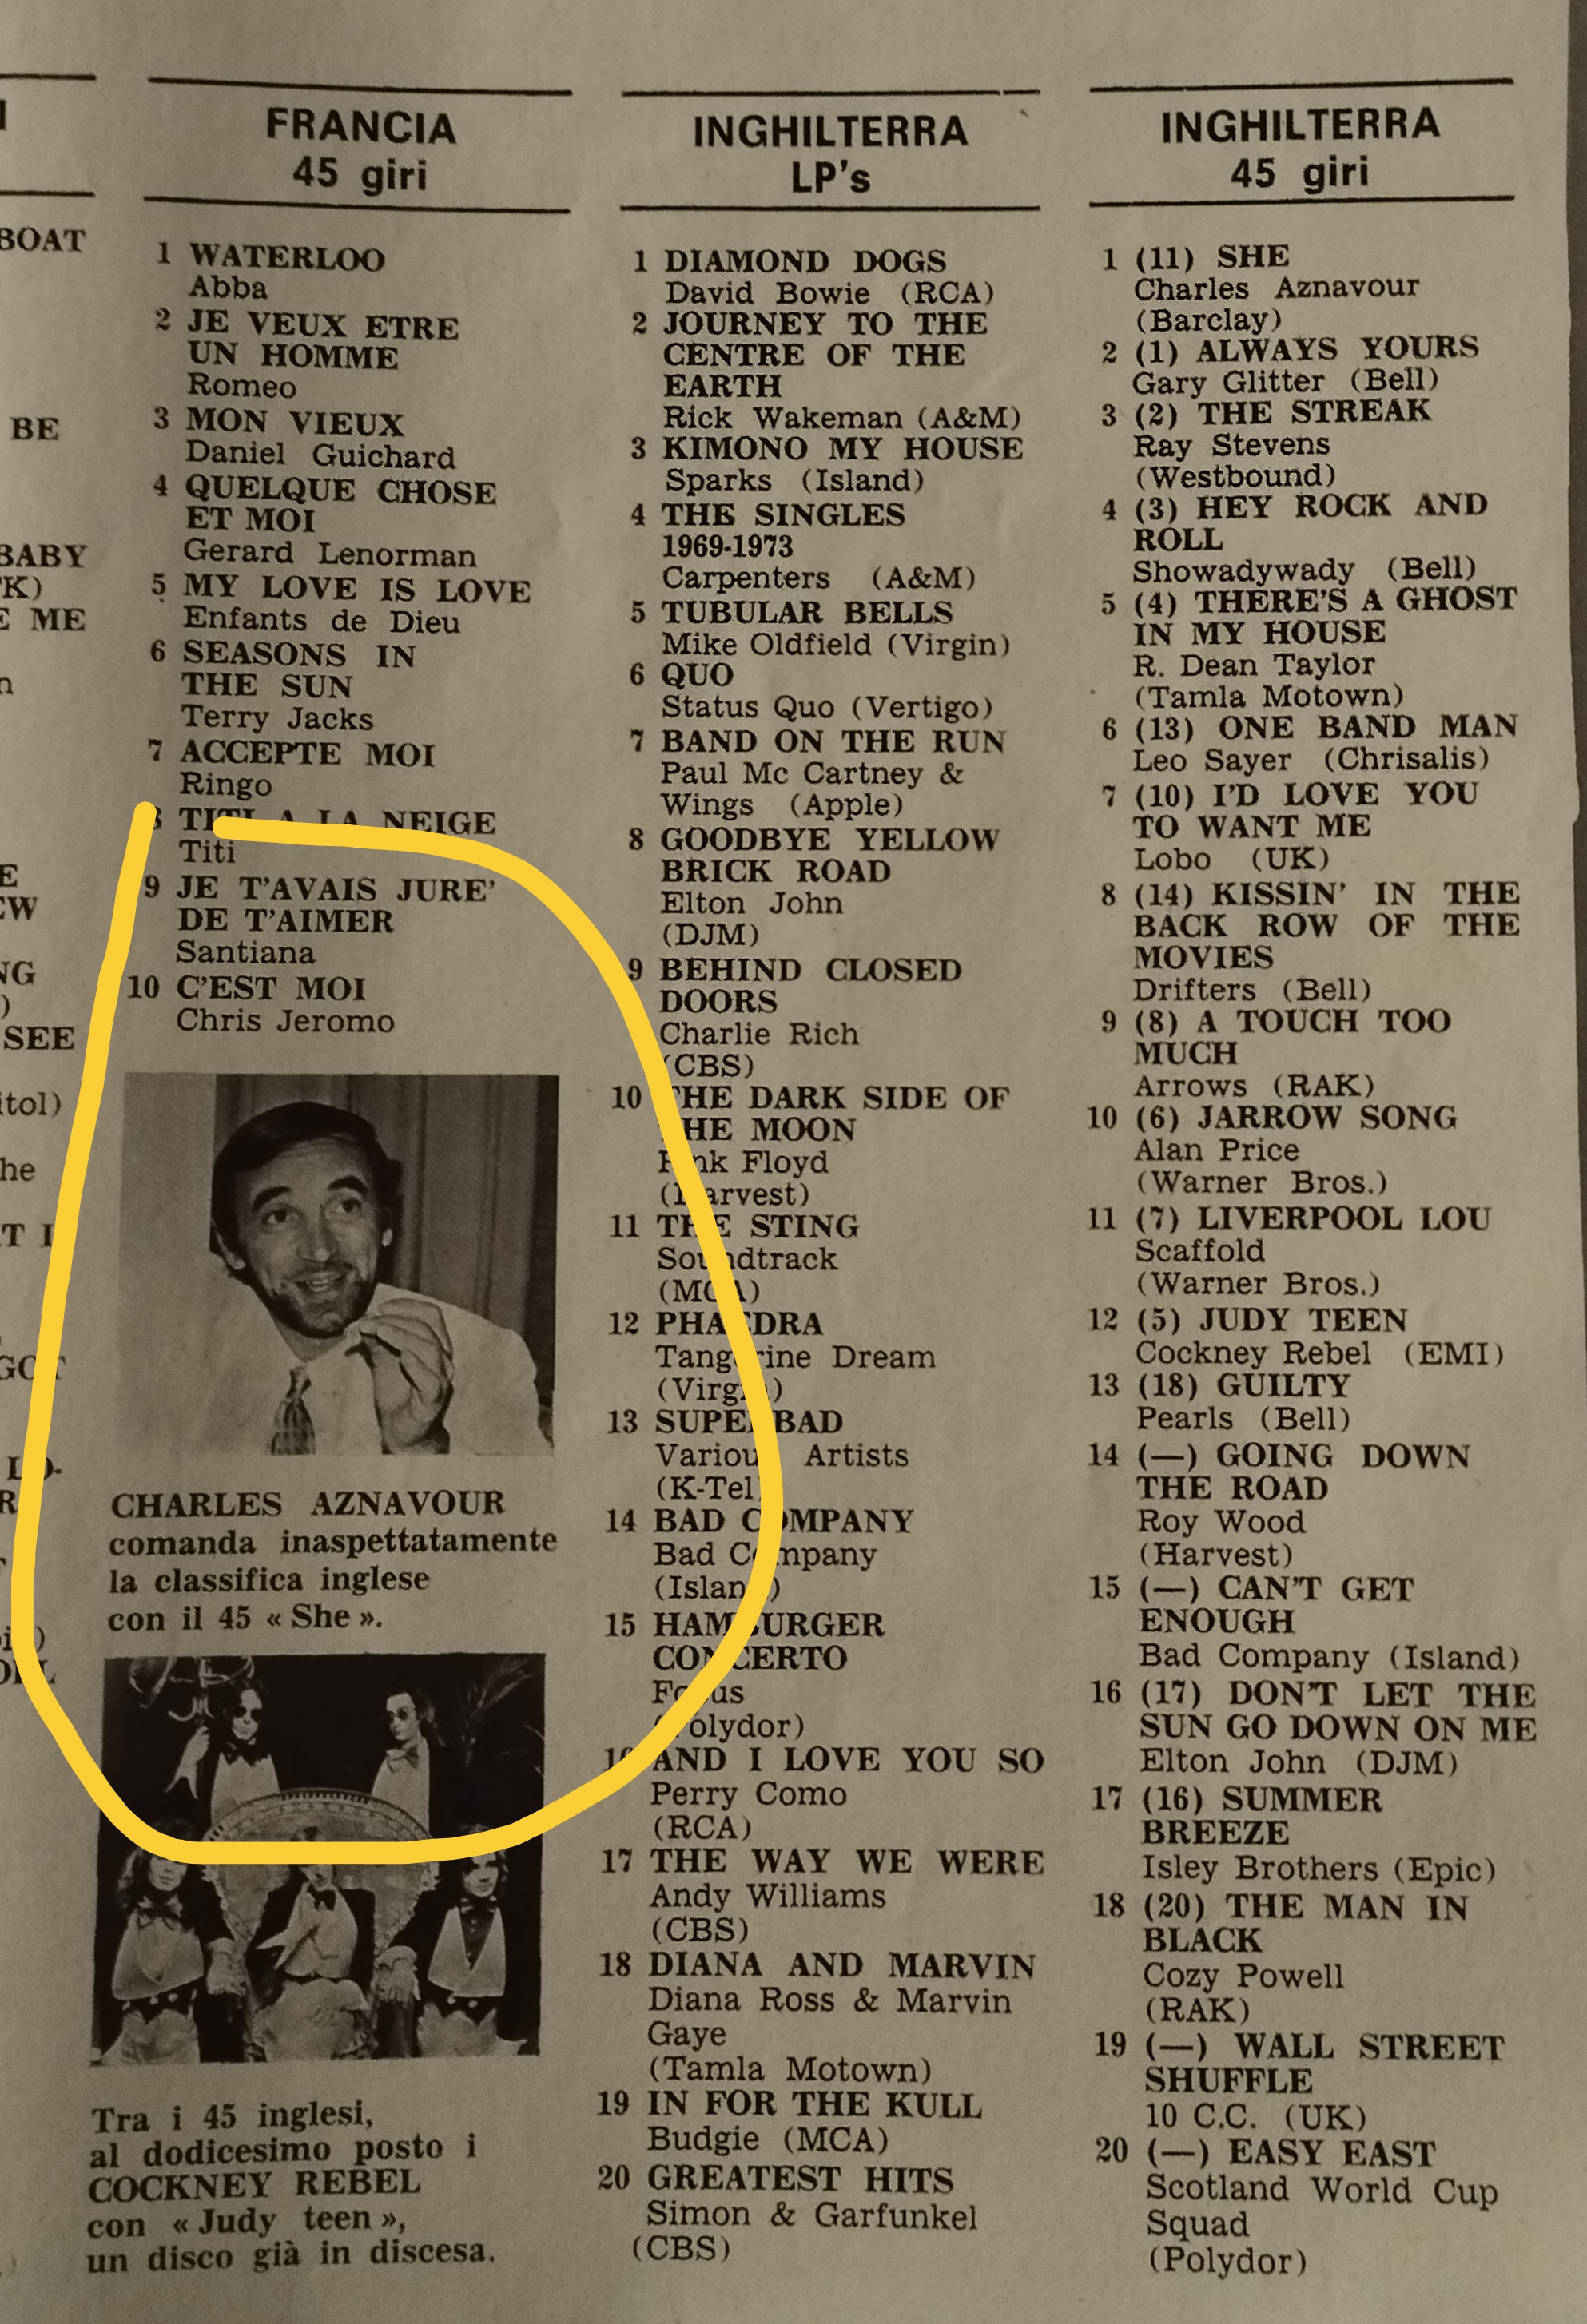 FRANCIA
45 giri
1 WATERLOO
Abba
2 JE VEUX ETRE
UN HOMME
Romeo
3 MON VIEUX
Daniel Guichard
4 QUELQUE CHOSE
ET MOI
Gerard Lenorman
5 MY LOVE IS LOVE
Enfants de Dieu
6 SEASONS IN
THE SUN
Terry Jacks
7 ACCEPTE MOI
Ringo
8 TITI A LA NEIGE
Titi
9 JE T'AVAIS JURE'
DE T'AIMER
Santiana
10 C'EST MOI
Chris Jeromo
CHARLES AZNAVOUR
comanda inaspettatamente
la classifica inglese
con il 45 « She ».
Tra i 45 inglesi,
al dodicesimo posto i
COCKNEY REBEL
con « Judy teen »,
un disco già in discesa.
INGHILTERRA
LP's
1 DIAMOND DOGS
David Bowie (RCA)
2 JOURNEY TO THE
CENTRE OF THE
EARTH
Rick Wakeman (A&M)
3 KIMONO MY HOUSE
Sparks (Island)
4 THE SINGLES
1969-1973
Carpenters (A&M)
5 TUBULAR BELLS
Mike Oldfield (Virgin)
6 QUO
Status Quo (Vertigo)
7 BAND ON THE RUN
Paul Mc Cartney &
Wings (Apple)
8 GOODBYE YELLOW
BRICK ROAD
Elton John
(DJM)
9 BEHIND CLOSED
DOORS
Charlie Rich
(CBS)
10 THE DARK SIDE OF
THE MOON
Pink Floyd
(Harvest)
11 THE STING
Soundtrack
(MCA)
12 PHAEDRA
Tangerine Dream
(Virgin)
13 SUPERBAD
Various Artists
(K-Tel)
14 BAD COMPANY
Bad Company
(Island)
15 HAMBURGER
CONCERTO
Focus
(Polydor)
16 AND I LOVE YOU SO
Perry Como
(RCA)
17 THE WAY WE WERE
Andy Williams
(CBS)
18 DIANA AND MARVIN
Diana Ross & Marvin
Gaye
(Tamla Motown)
19 IN FOR THE KULL
Budgie (MCA)
20 GREATEST HITS
Simon & Garfunkel
(CBS)
INGHILTERRA
45 giri
1 (11) SHE
Charles Aznavour
(Barclay)
2 (1) ALWAYS YOURS
Gary Glitter (Bell)
3 (2) THE STREAK
Ray Stevens
(Westbound)
4 (3) HEY ROCK AND
ROLL
Showadywady (Bell)
5 (4) THERE'S A GHOST
IN MY HOUSE
R. Dean Taylor
(Tamla Motown)
6 (13) ONE BAND MAN
Leo Sayer (Chrisalis)
7 (10) I'D LOVE YOU
TO WANT ME
Lobo (UK)
8 (14) KISSIN' IN THE
BACK ROW OF THE
MOVIES
Drifters (Bell)
9 (8) A TOUCH TOO
MUCH
Arrows (RAK)
10 (6) JARROW SONG
Alan Price
(Warner Bros.)
11 (7) LIVERPOOL LOU
Scaffold
(Warner Bros.)
12 (5) JUDY TEEN
Cockney Rebel (EMI)
13 (18) GUILTY
Pearls (Bell)
14 (—) GOING DOWN
THE ROAD
Roy Wood
(Harvest)
15 (—) CAN'T GET
ENOUGH
Bad Company (Island)
16 (17) DON'T LET THE
SUN GO DOWN ON ME
Elton John (DJM)
17 (16) SUMMER
BREEZE
Isley Brothers (Epic)
18 (20) THE MAN IN
BLACK
Cozy Powell
(RAK)
19 (—) WALL STREET
SHUFFLE
10 C.C. (UK)
20 (—) EASY EAST
Scotland World Cup
Squad
(Polydor)